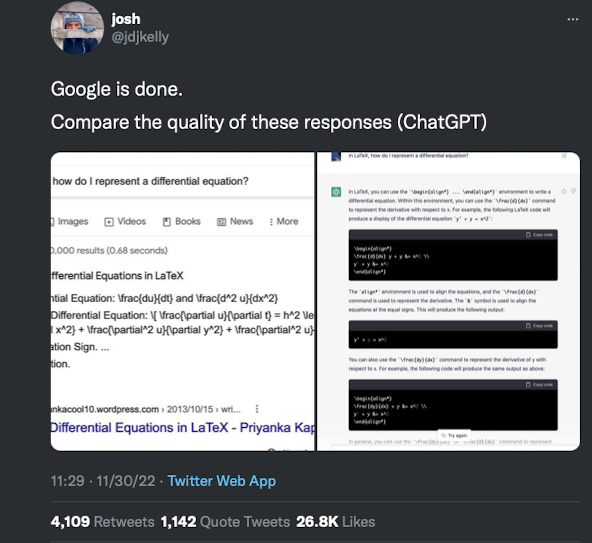 josh
@jdjkelly
Google is done.
Compare the quality of these responses (ChatGPT)
how do I represent a differential equation?
Images Videos Books News More
0,000 results (0.68 seconds)
fferential Equations in LaTeX
ntial Equation: \frac{du}{dt} and \frac{d^2 u}{dx^2}
Differential Equation: \[ \frac{\partial u}{\partial t} = h^2 \le
x^2} + \frac{\partial^2 u}{\partial y^2} + \frac{\partial^2 u}
ation Sign. ...
tion.
nkacool10.wordpress.com › 2013/10/15 › wri...
Differential Equations in LaTeX - Priyanka Kap
In LaTeX, how do I represent a differential equation?
In LaTeX, you can use the `\begin{align*} ... \end{align*}` environment to write a
differential equation. Within this environment, you can use the `\frac{d}{dx}` command
to represent the derivative with respect to x. For example, the following LaTeX code will
produce a display of the differential equation `y' + y = x^2`:
Copy code
\begin{align*}
\frac{d}{dx} y + y &= x^2 \\
y' + y &= x^2
\end{align*}
The `align*` environment is used to align the equations, and the `\frac{d}{dx}`
command is used to represent the derivative. The `&` symbol is used to align the
equations at the equal signs. This will produce the following output:
Copy code
y' + y = x^2
You can also use the `\frac{dy}{dx}` command to represent the derivative of y with
respect to x. For example, the following code will produce the same output as above:
Copy code
\begin{align*}
\frac{dy}{dx} + y &= x^2 \\
y' + y &= x^2
\end{align*}
Try again
In general, you can use the command to represent
11:29 · 11/30/22 · Twitter Web App
4,109 Retweets 1,142 Quote Tweets 26.8K Likes